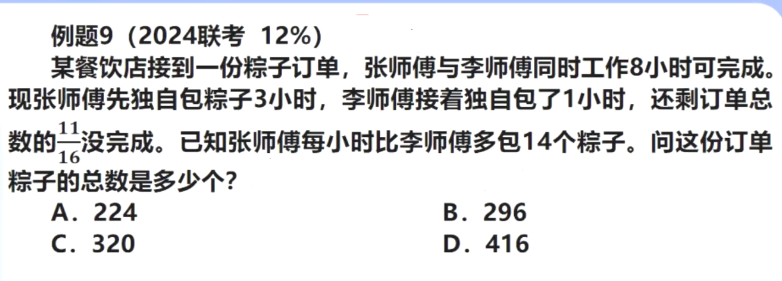 例题9（2024联考 12%）
某餐饮店接到一份粽子订单，张师傅与李师傅同时工作8小时可完成。
现张师傅先独自包粽子3小时，李师傅接着独自包了1小时，还剩订单总
数的11/16没完成。已知张师傅每小时比李师傅多包14个粽子。问这份订单
粽子的总数是多少个？
A．224 B．296
C．320 D．416